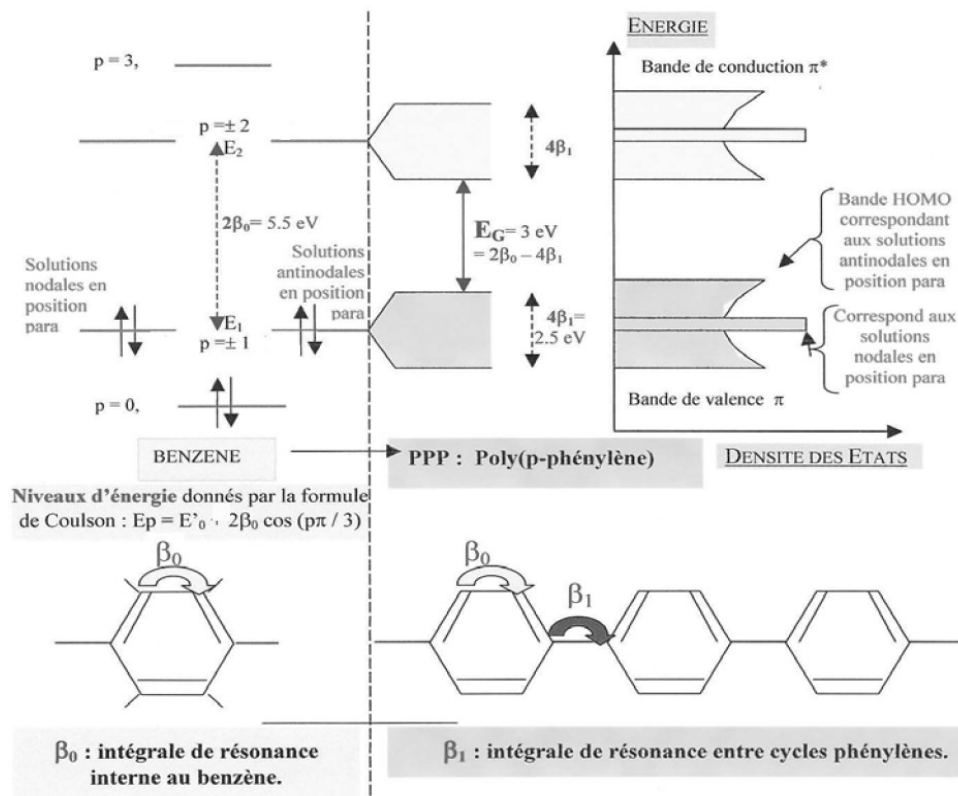 ENERGIE
p = 3,
Bande de conduction π*
p = ± 2
E2
4β1
2β0= 5.5 eV
EG= 3 eV
= 2β0 – 4β1
Bande HOMO
correspondant
aux solutions
antinodales en
position para
Solutions
nodales en
position
para
Solutions
antinodales
en position
para
E1
p = ± 1
4β1=
2.5 eV
Correspond aux
solutions
nodales en
position para
p = 0,
Bande de valence π
BENZENE
PPP : Poly(p-phénylène)
DENSITE DES ETATS
Niveaux d'énergie donnés par la formule
de Coulson : Ep = E'0 2β0 cos (pπ / 3)
β0
β0
β1
β0 : intégrale de résonance
interne au benzène.
β1 : intégrale de résonance entre cycles phénylènes.